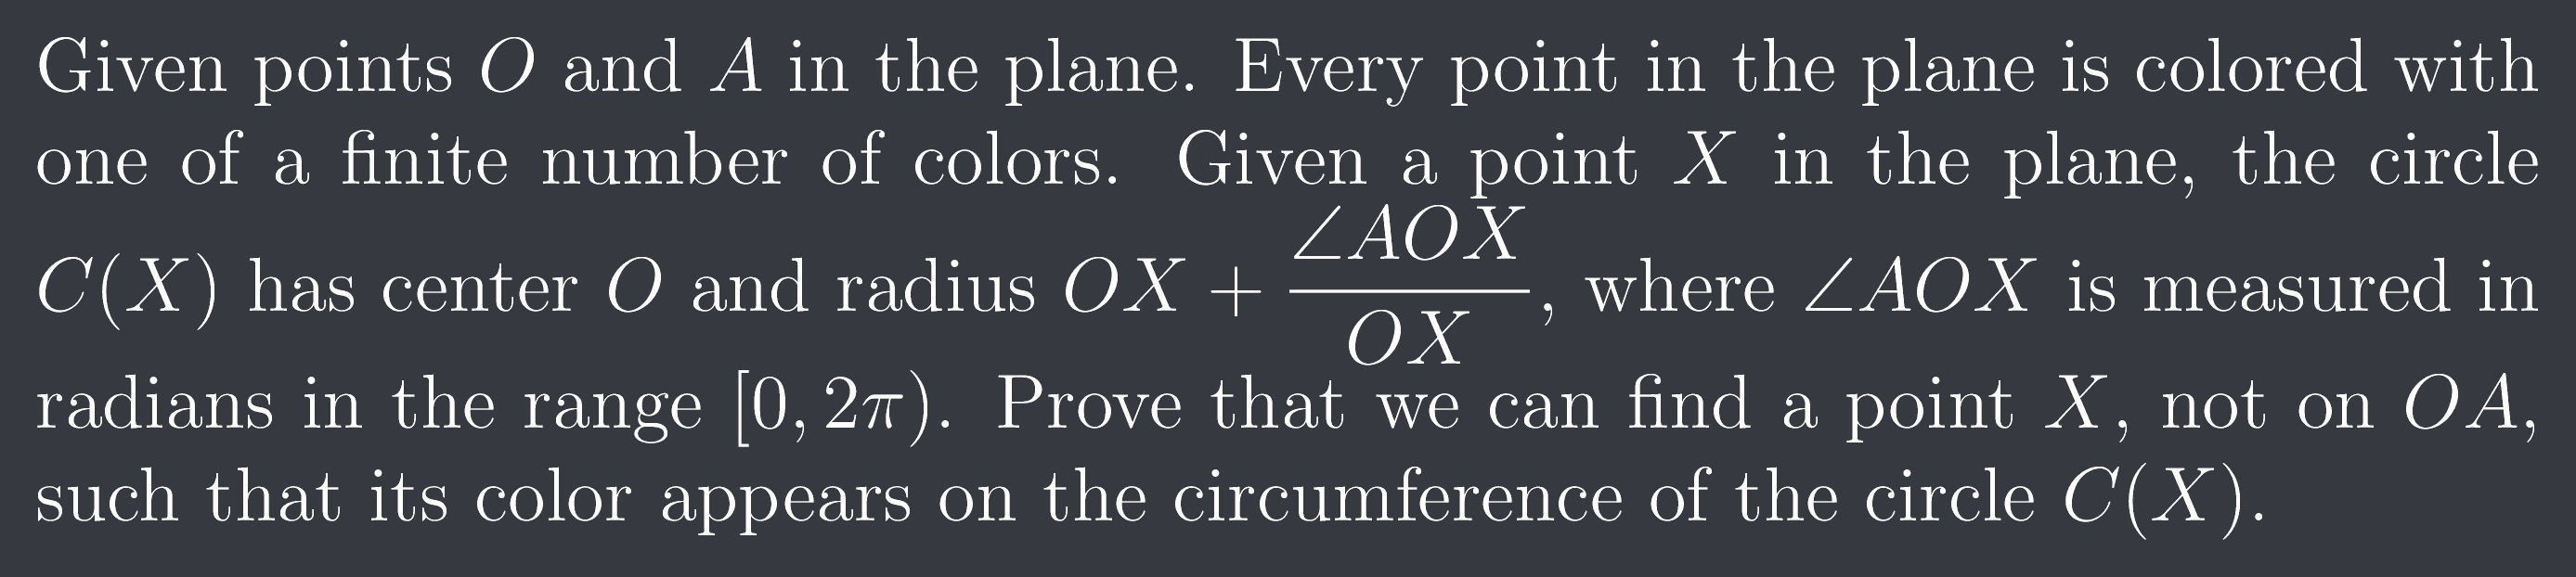 Given points O and A in the plane. Every point in the plane is colored with
one of a finite number of colors. Given a point X in the plane, the circle
C(X) has center O and radius OX + ∠AOX/OX, where ∠AOX is measured in
radians in the range [0, 2π). Prove that we can find a point X, not on OA,
such that its color appears on the circumference of the circle C(X).